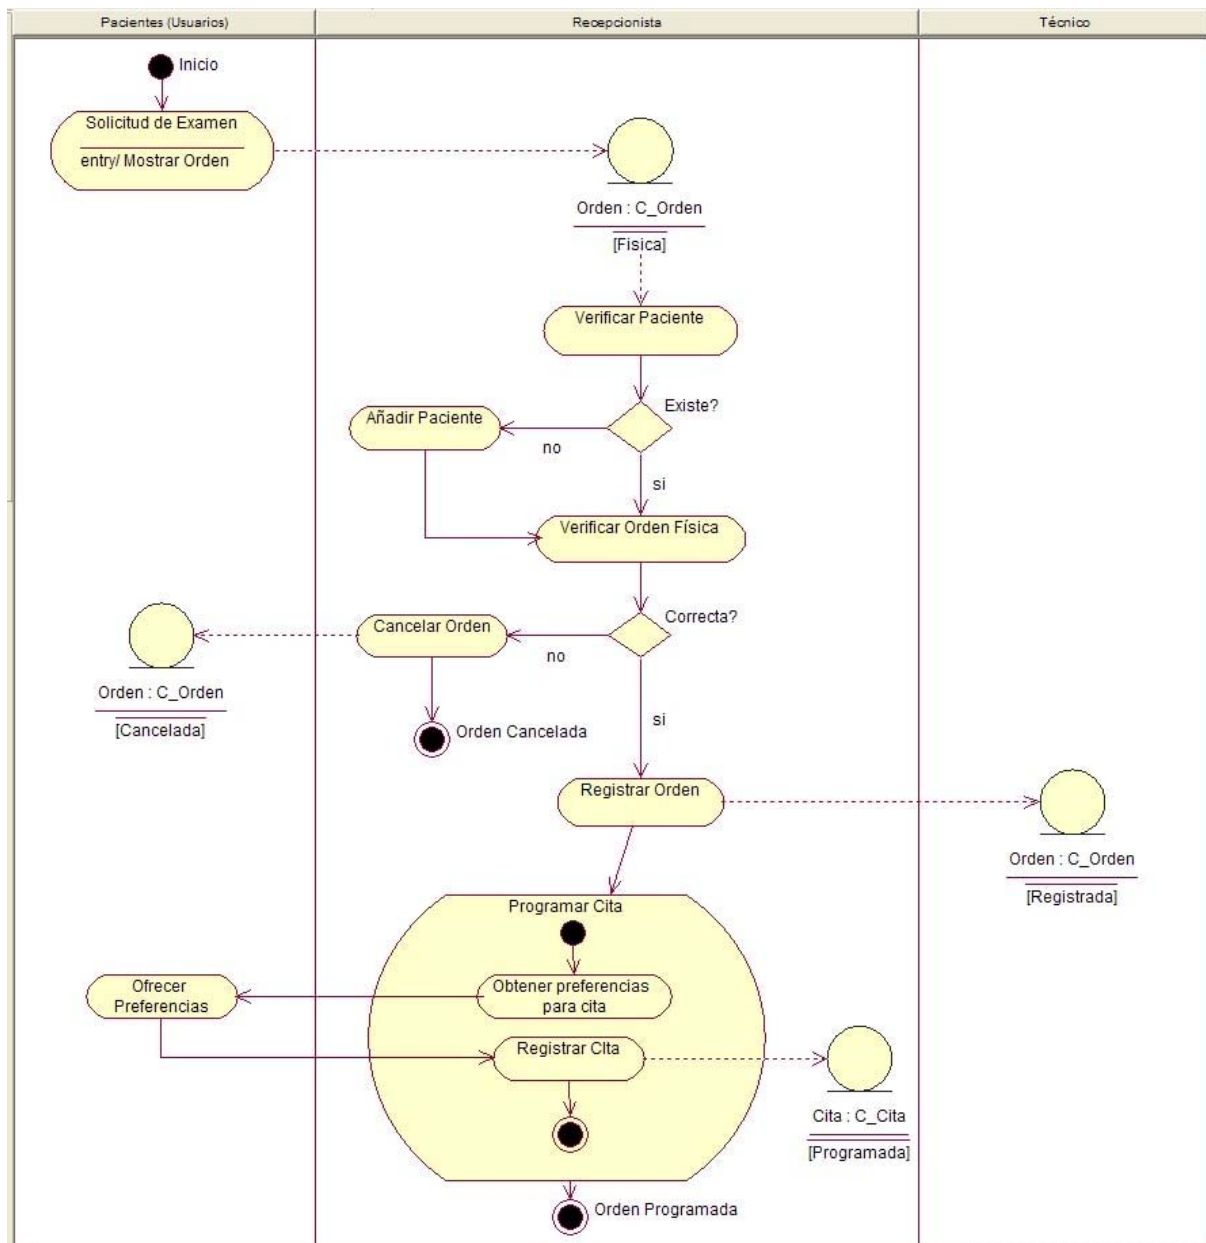 Pacientes (Usuarios)
Recepcionista
Técnico
Inicio
Solicitud de Examen
entry/ Mostrar Orden
Orden : C_Orden
[Fisica]
Verificar Paciente
Existe?
Añadir Paciente
no
si
Verificar Orden Física
Correcta?
Cancelar Orden
no
Orden : C_Orden
[Cancelada]
si
Orden Cancelada
Registrar Orden
Orden : C_Orden
[Registrada]
Programar Cita
Ofrecer
Preferencias
Obtener preferencias
para cita
Registrar CIta
Cita : C_Cita
[Programada]
Orden Programada